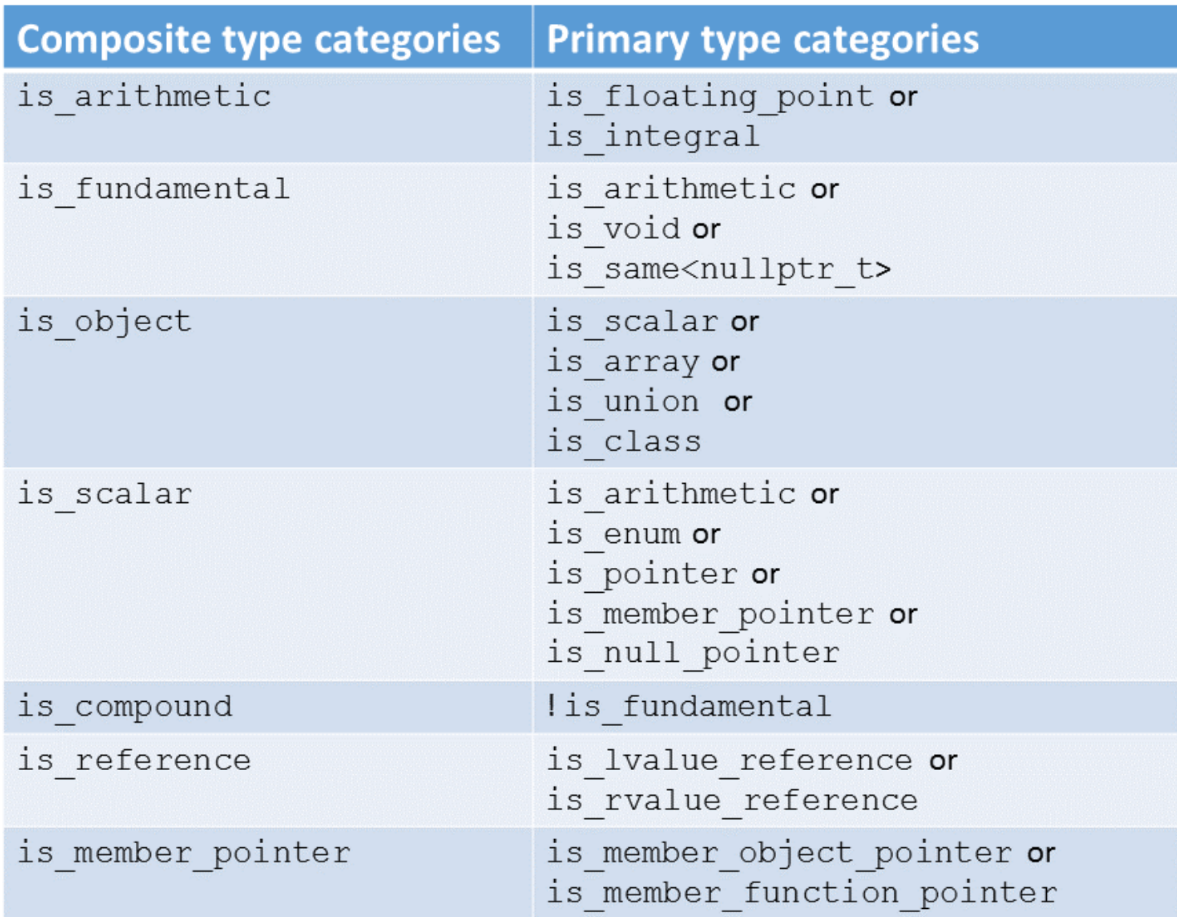 Composite type categories Primary type categories
is_arithmetic is_floating_point or
is_integral
is_fundamental is_arithmetic or
is_void or
is_same<nullptr_t>
is_object is_scalar or
is_array or
is_union or
is_class
is_scalar is_arithmetic or
is_enum or
is_pointer or
is_member_pointer or
is_null_pointer
is_compound !is_fundamental
is_reference is_lvalue_reference or
is_rvalue_reference
is_member_pointer is_member_object_pointer or
is_member_function_pointer